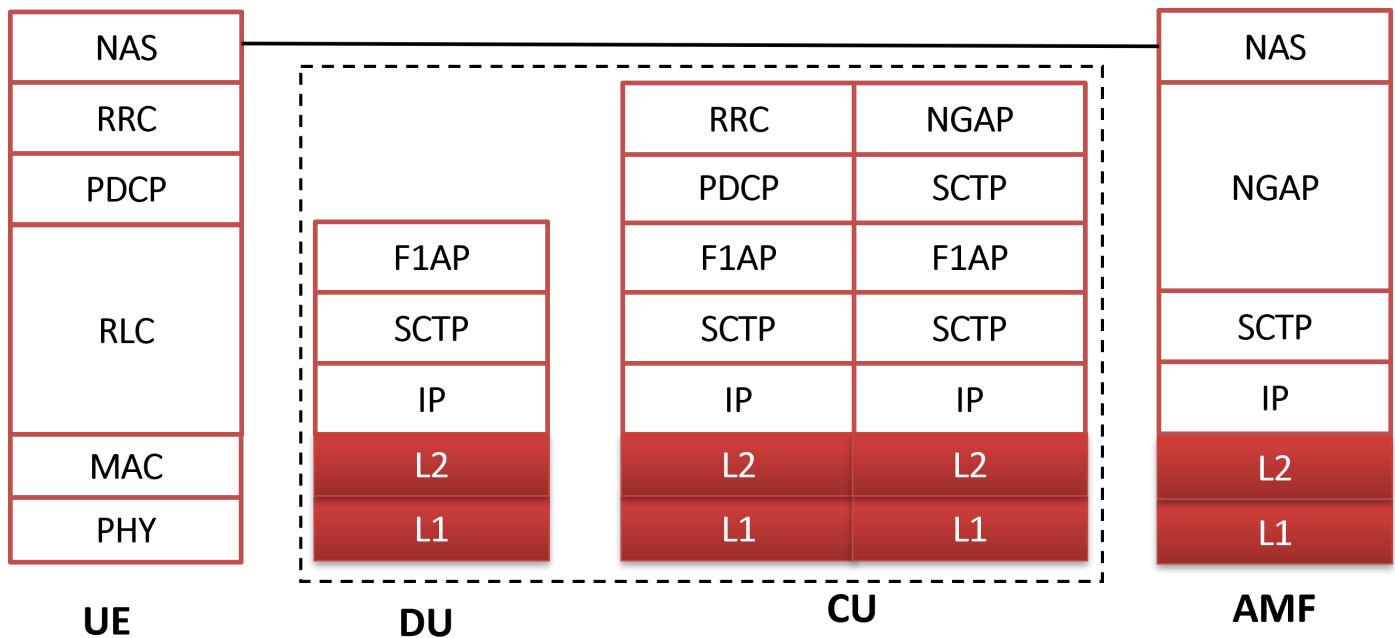 NAS
RRC
PDCP
RLC
MAC
PHY
UE
F1AP
SCTP
IP
L2
L1
DU
RRC NGAP
PDCP SCTP
F1AP F1AP
SCTP SCTP
IP IP
L2 L2
L1 L1
CU
NAS
NGAP
SCTP
IP
L2
L1
AMF